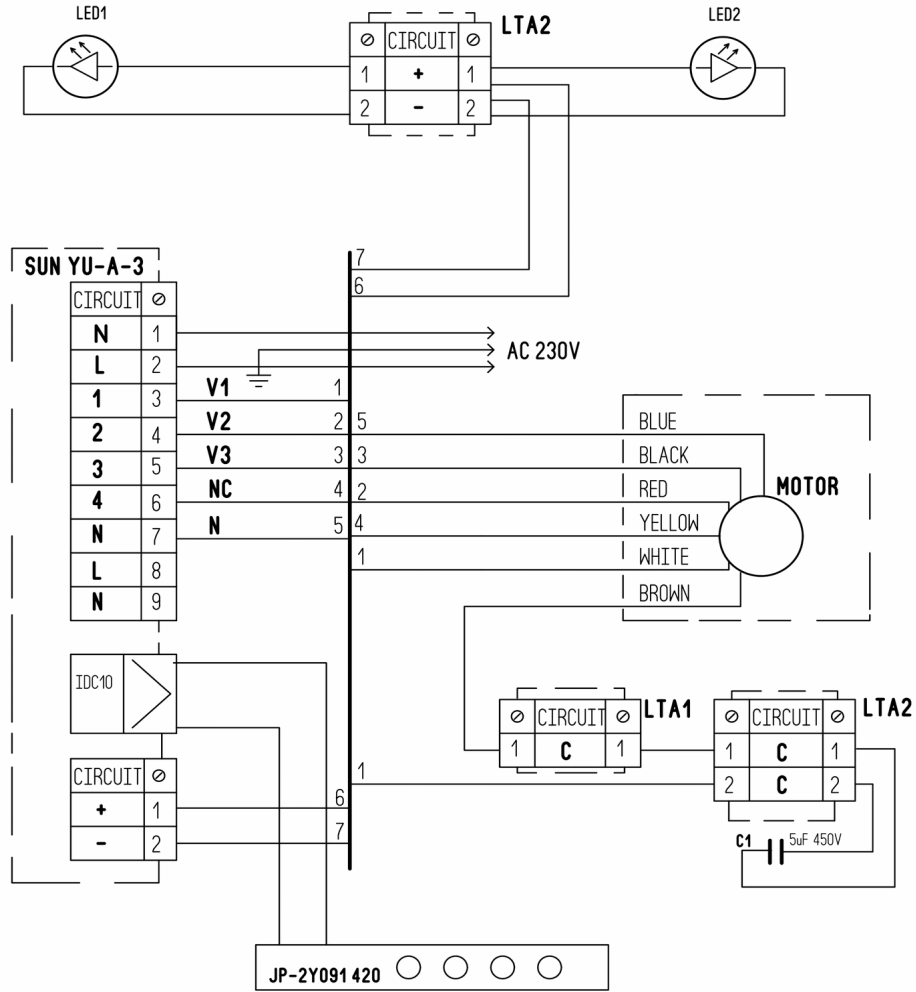 LED1
LTA2
LED2
CIRCUIT
1 + 1
2 - 2
7
6
SUN YU-A-3
CIRCUIT
N 1
L 2
1 3
2 4
3 5
4 6
N 7
L 8
N 9
AC 230V
V1 1
V2 2 5
V3 3 3
NC 4 2
N 5 4
1
BLUE
BLACK
RED
YELLOW
WHITE
BROWN
MOTOR
IDC10
CIRCUIT
+ 1
- 2
6
7
1
LTA1
CIRCUIT
1 C 1
LTA2
CIRCUIT
1 C 1
2 C 2
C1
5uF 450V
JP-2Y091 420